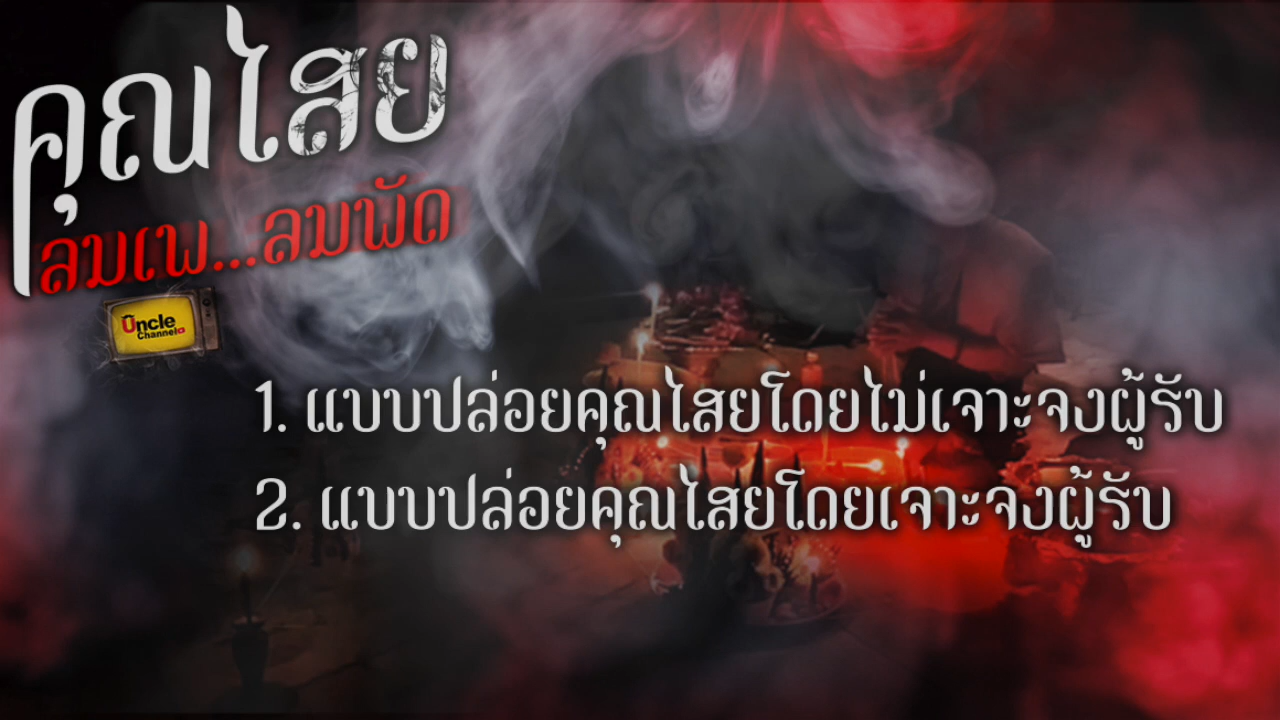 คุณไสย
ลมเพ...ลมพัด
Uncle
Channel
1. แบบปล่อยคุณไสยโดยไม่เจาะจงผู้รับ
2. แบบปล่อยคุณไสยโดยเจาะจงผู้รับ